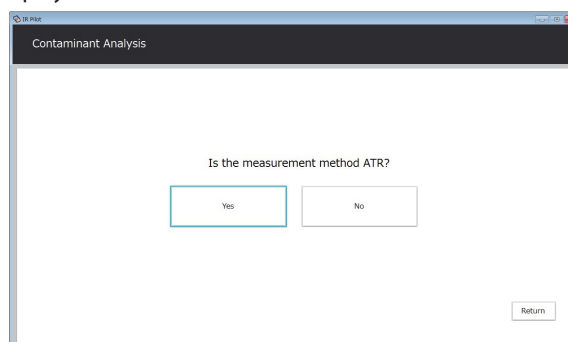 IR Pilot
Contaminant Analysis
Is the measurement method ATR?
Yes
No
Return